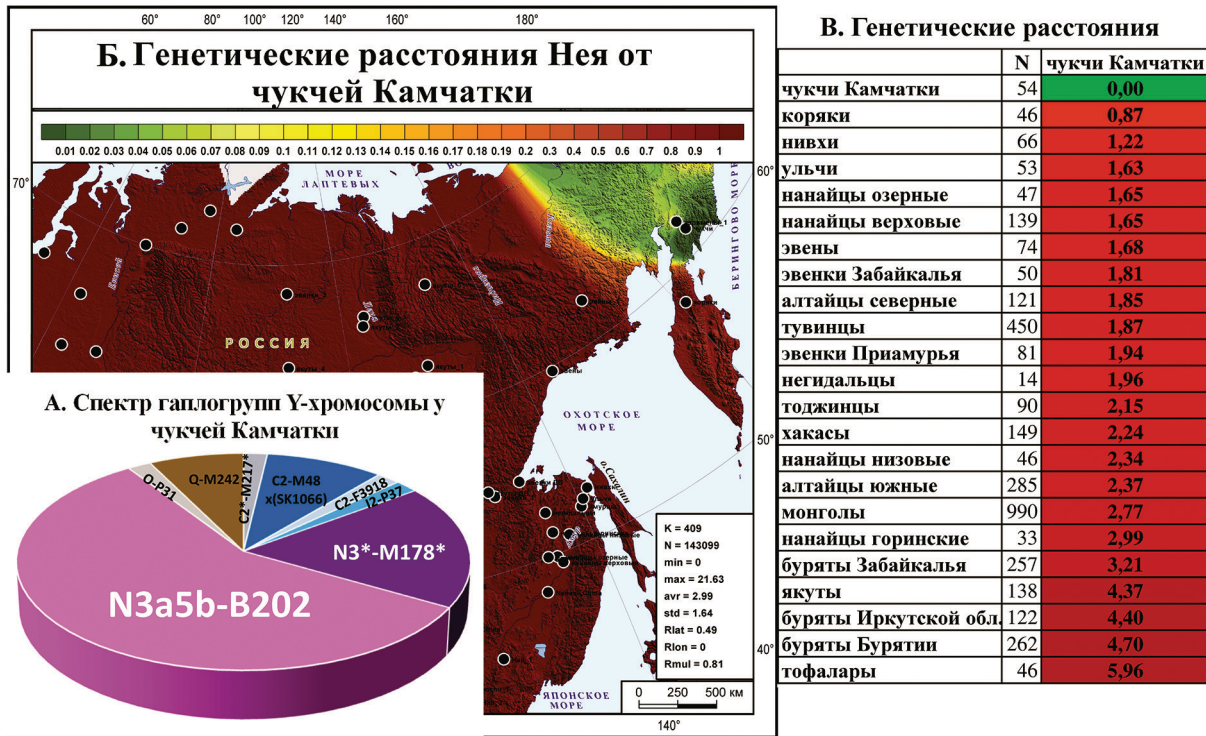 60° 80° 100° 120° 140° 160° 180°
Б. Генетические расстояния Нея от
чукчей Камчатки
0.01 0.02 0.03 0.04 0.05 0.06 0.07 0.08 0.09 0.1 0.11 0.12 0.13 0.14 0.15 0.16 0.17 0.18 0.19 0.2 0.3 0.4 0.5 0.6 0.7 0.8 0.9 1
70°
60°
МОРЕ
ЛАПТЕВЫХ
БЕРИНГОВО МОРЕ
РОССИЯ
эвены
ОХОТСКОЕ
МОРЕ
50°
о.Сахалин
K = 409
N = 143099
min = 0
max = 21.63
avr = 2.99
std = 1.64
Rlat = 0.49
Rlon = 0
Rmul = 0.81
40°
ЯПОНСКОЕ
МОРЕ
0 250 500 км
140°
А. Спектр гаплогрупп Y-хромосомы у
чукчей Камчатки
O-P31
Q-M242
C2*-M217*
C2-M48
x(SK1066)
C2-F3918
I2-P37
N3*-M178*
N3a5b-B202
В. Генетические расстояния
N чукчи Камчатки
чукчи Камчатки 54 0,00
коряки 46 0,87
нивхи 66 1,22
ульчи 53 1,63
нанайцы озерные 47 1,65
нанайцы верховые 139 1,65
эвены 74 1,68
эвенки Забайкалья 50 1,81
алтайцы северные 121 1,85
тувинцы 450 1,87
эвенки Приамурья 81 1,94
негидальцы 14 1,96
тоджинцы 90 2,15
хакасы 149 2,24
нанайцы низовые 46 2,34
алтайцы южные 285 2,37
монголы 990 2,77
нанайцы горинские 33 2,99
буряты Забайкалья 257 3,21
якуты 138 4,37
буряты Иркутской обл. 122 4,40
буряты Бурятии 262 4,70
тофалары 46 5,96